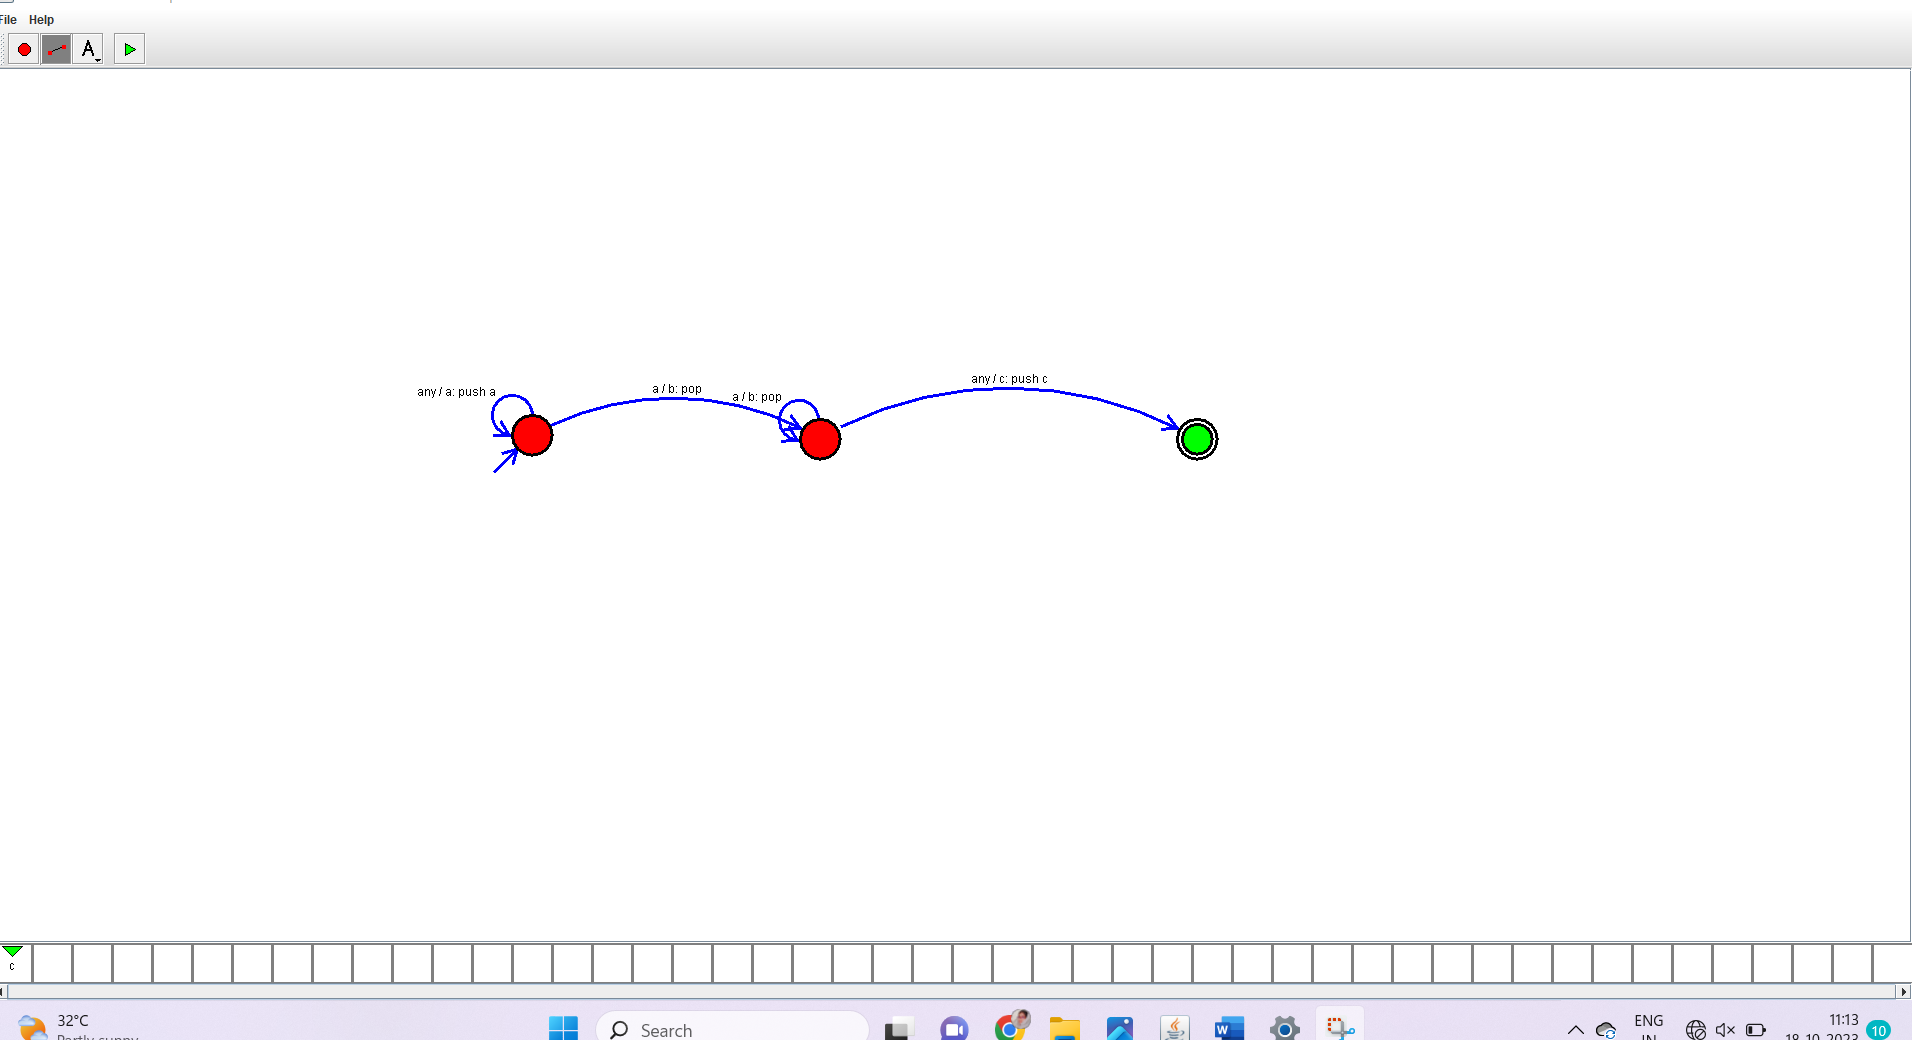 File Help
A
any / a: push a
a / b: pop
a / b: pop
any / c: push c
c
32°C
Partly sunny
Search
ENG
IN
11:13
18-10-2023
10